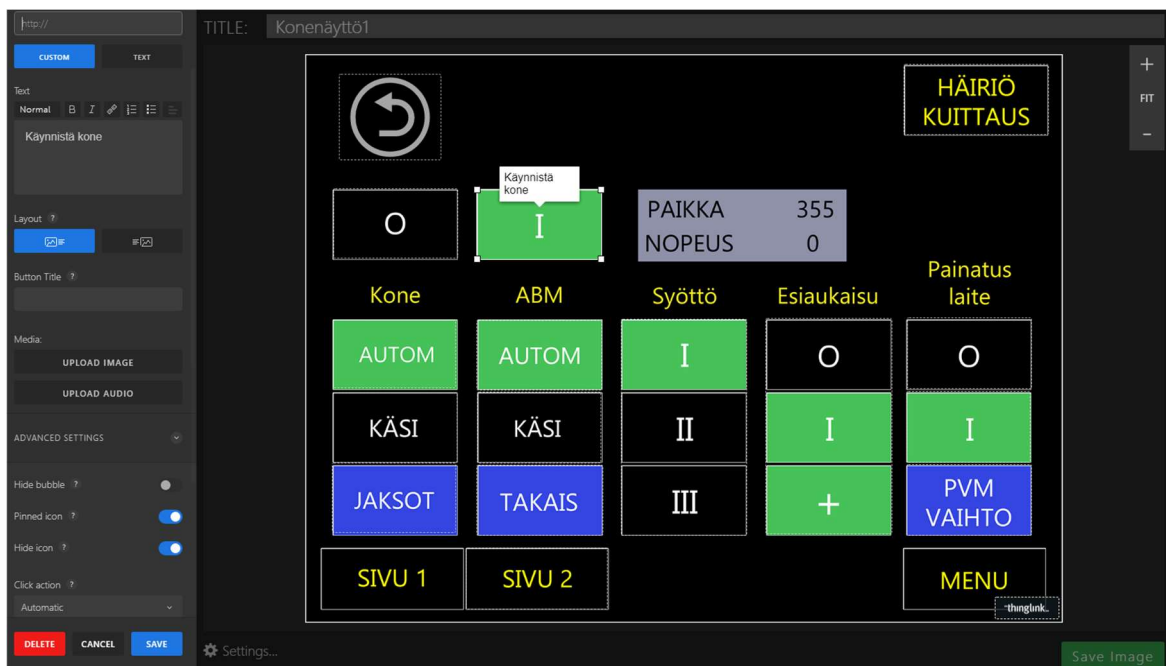 http://
CUSTOM TEXT
Text
Normal B I
Käynnistä kone
Layout ?
Button Title ?
Media:
UPLOAD IMAGE
UPLOAD AUDIO
ADVANCED SETTINGS
Hide bubble ?
Pinned icon ?
Hide icon ?
Click action ?
Automatic
DELETE CANCEL SAVE
TITLE: Konenäyttö1
HÄIRIÖ
KUITTAUS
Käynnistä
kone
O I
PAIKKA 355
NOPEUS 0
Kone ABM Syöttö Esiaukaisu Painatus
laite
AUTOM AUTOM I O O
KÄSI KÄSI II I I
JAKSOT TAKAIS III + PVM
VAIHTO
SIVU 1 SIVU 2 MENU
thinglink..
+
FIT
−
Settings...
Save Image